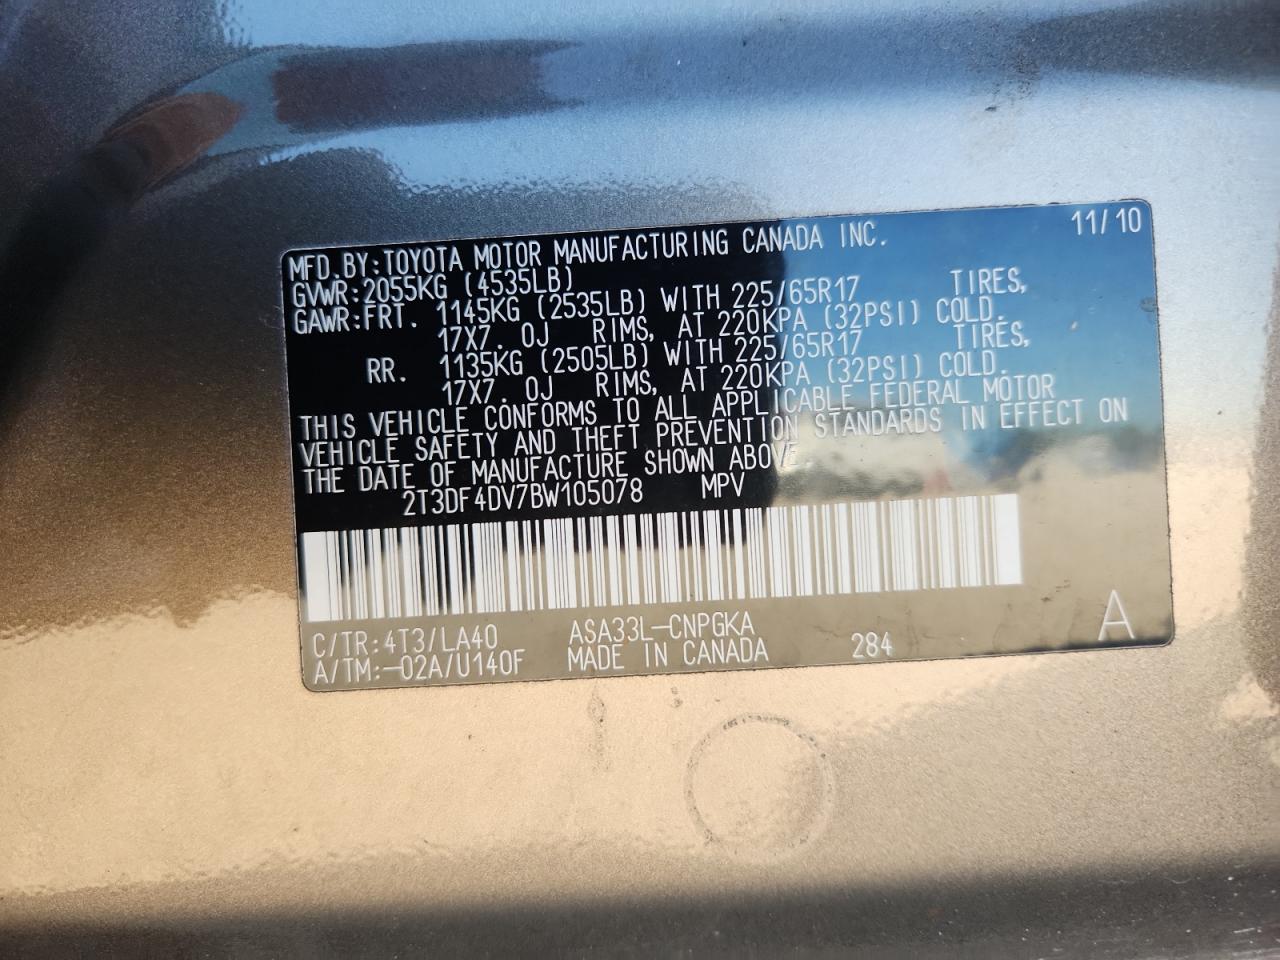 MFD.BY:TOYOTA MOTOR MANUFACTURING CANADA INC. 11/10
GVWR:2055KG (4535LB)
GAWR:FRT. 1145KG (2535LB) WITH 225/65R17 TIRES,
17X7.0J RIMS, AT 220KPA (32PSI) COLD.
RR. 1135KG (2505LB) WITH 225/65R17 TIRES,
17X7.0J RIMS, AT 220KPA (32PSI) COLD.
THIS VEHICLE CONFORMS TO ALL APPLICABLE FEDERAL MOTOR
VEHICLE SAFETY AND THEFT PREVENTION STANDARDS IN EFFECT ON
THE DATE OF MANUFACTURE SHOWN ABOVE.
2T3DF4DV7BW105078 MPV
C/TR:4T3/LA40 ASA33L-CNPGKA 284 A
A/TM:-02A/U140F MADE IN CANADA